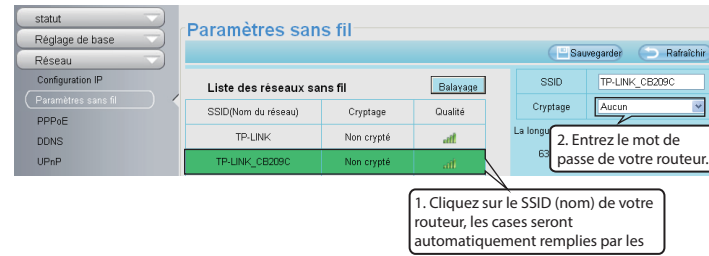 statut
Réglage de base
Réseau
Configuration IP
Paramètres sans fil
PPPoE
DDNS
UPnP
Paramètres sans fil
Sauvegarder
Rafraîchir
Liste des réseaux sans fil
Balayage
SSID(Nom du réseau)
Cryptage
Qualité
TP-LINK
Non crypté
TP-LINK_CB209C
Non crypté
SSID
TP-LINK_CB209C
Cryptage
Aucun
La longu
63
2. Entrez le mot de
passe de votre routeur.
1. Cliquez sur le SSID (nom) de votre
routeur, les cases seront
automatiquement remplies par les